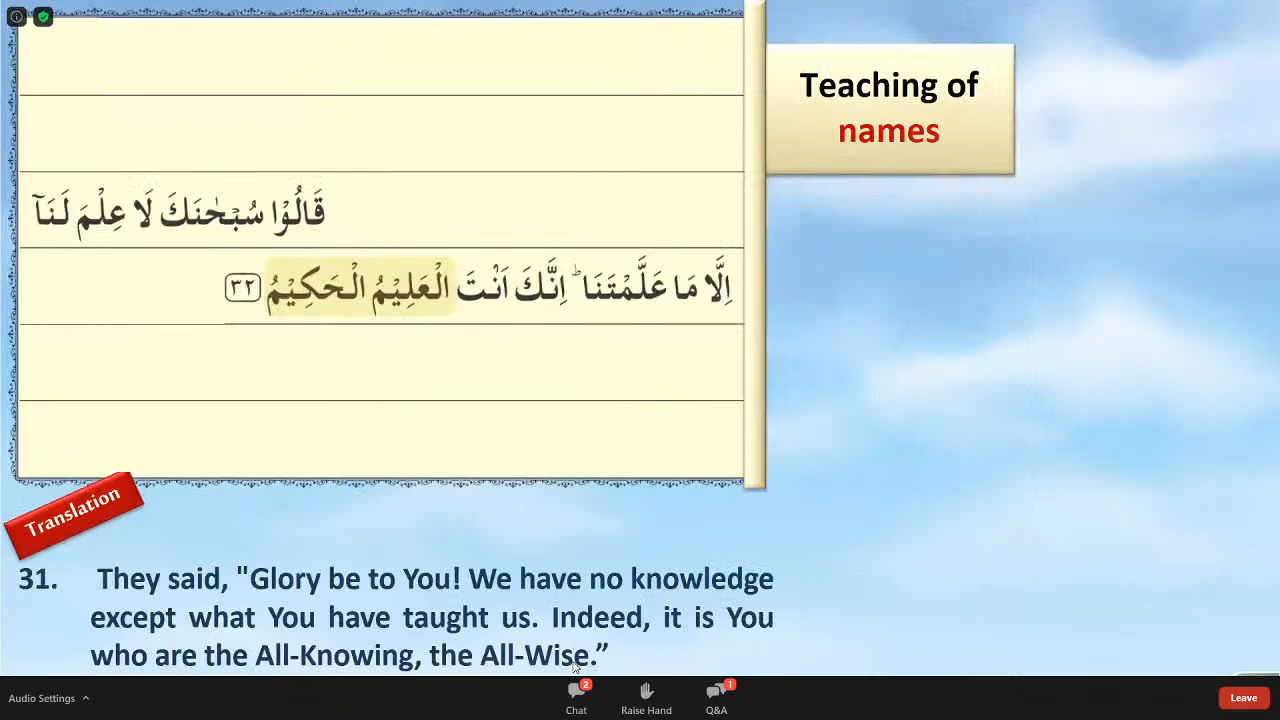 Teaching of
names
قَالُوْا سُبْحٰنَكَ لَا عِلْمَ لَنَآ
اِلَّا مَا عَلَّمْتَنَا ؕ اِنَّكَ اَنْتَ الْعَلِيْمُ الْحَكِيْمُ ٣٢
Translation
31. They said, "Glory be to You! We have no knowledge
except what You have taught us. Indeed, it is You
who are the All-Knowing, the All-Wise.”
Audio Settings
Chat 2
Raise Hand
Q&A 1
Leave